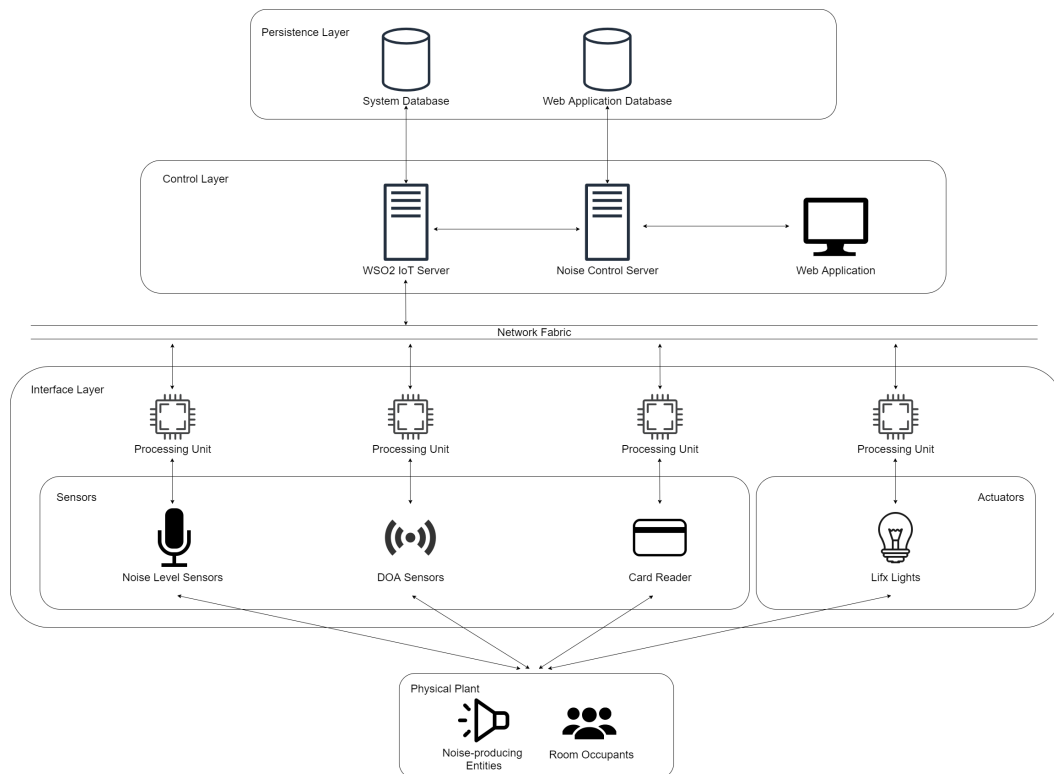 Persistence Layer
System Database
Web Application Database
Control Layer
WSO2 IoT Server
Noise Control Server
Web Application
Network Fabric
Interface Layer
Processing Unit
Processing Unit
Processing Unit
Processing Unit
Sensors
Actuators
Noise Level Sensors
DOA Sensors
Card Reader
Lifx Lights
Physical Plant
Noise-producing
Entities
Room Occupants